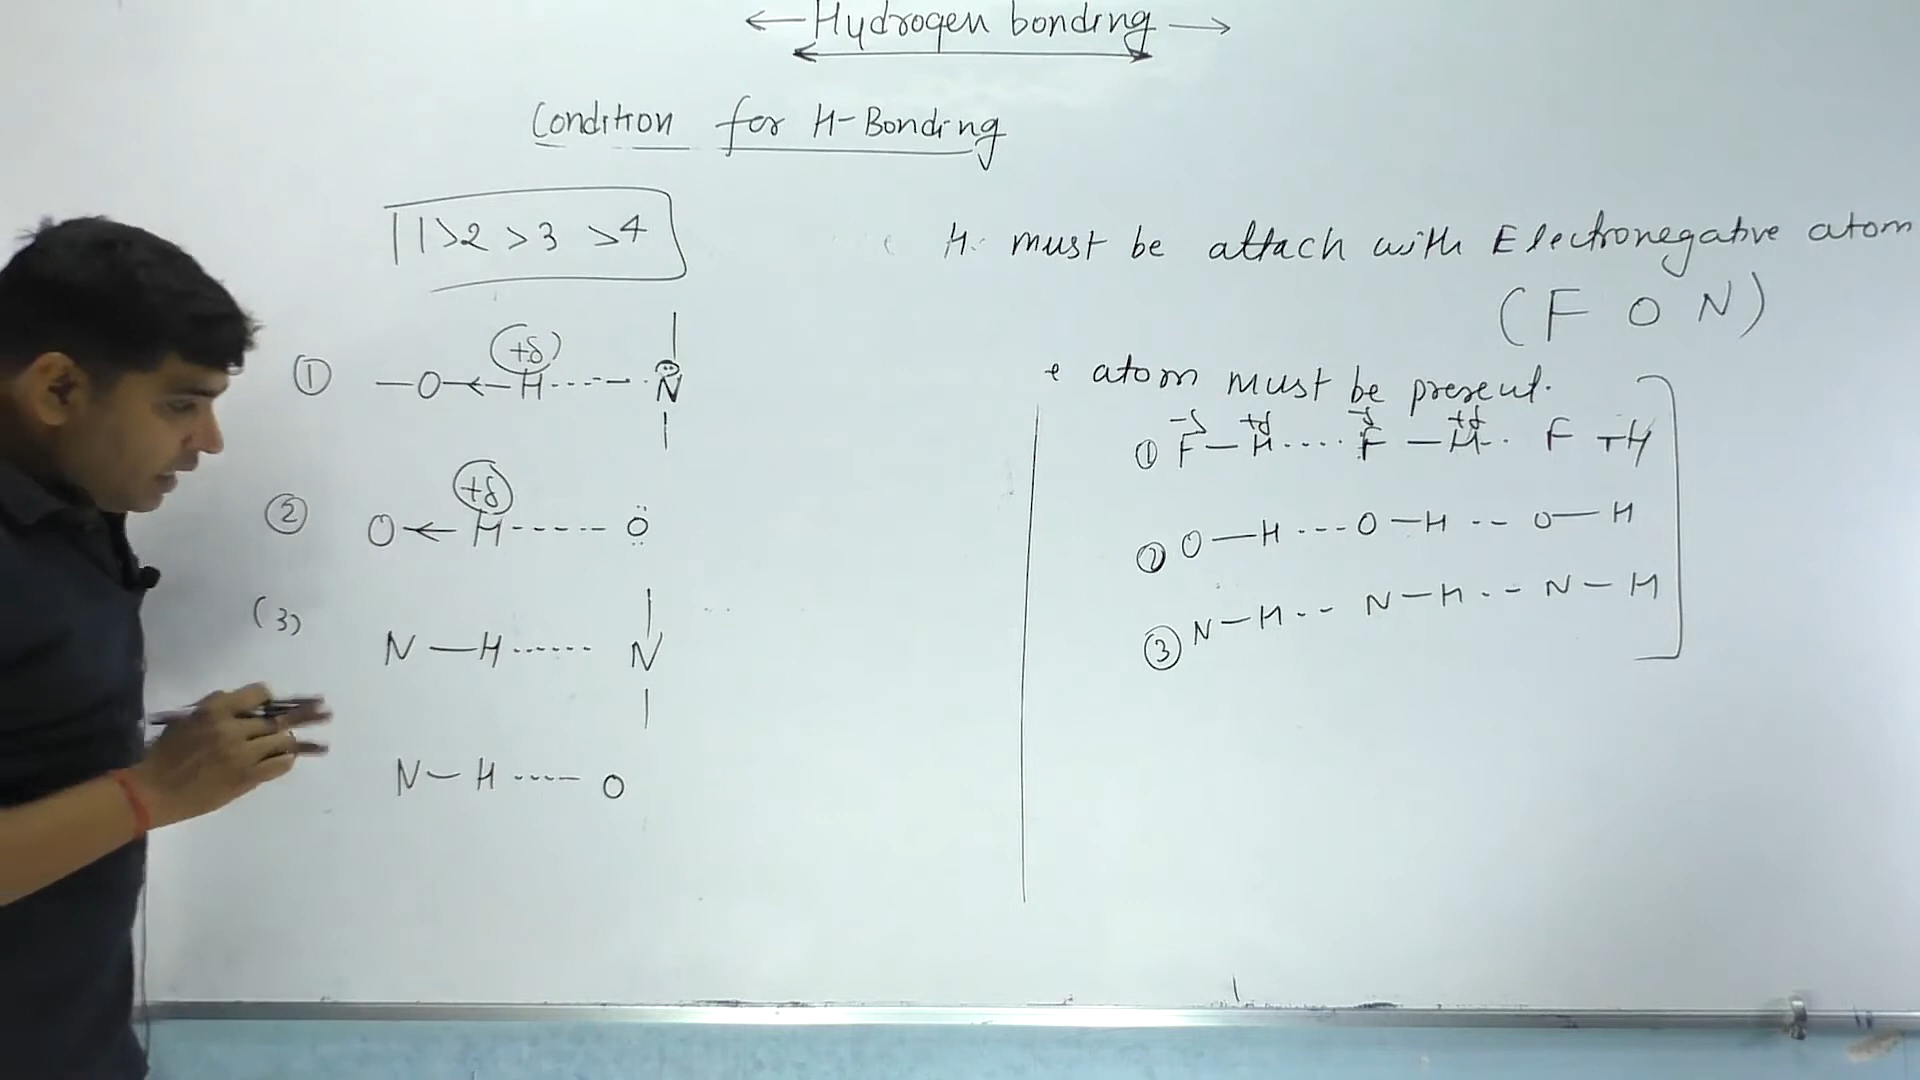 ← Hydrogen bonding →
Condition for H-Bonding
1>2>3>4
① —O←H-----N̈
② O←H-----Ö
(3) N—H------N
N—H----O
H must be attach with Electronegative atom
(F O N)
e atom must be present.
① F—H....F—H..F—H
② O—H---O—H--O—H
③ N—H--N—H--N—H
-δ +δ -δ +δ
+δ
+δ